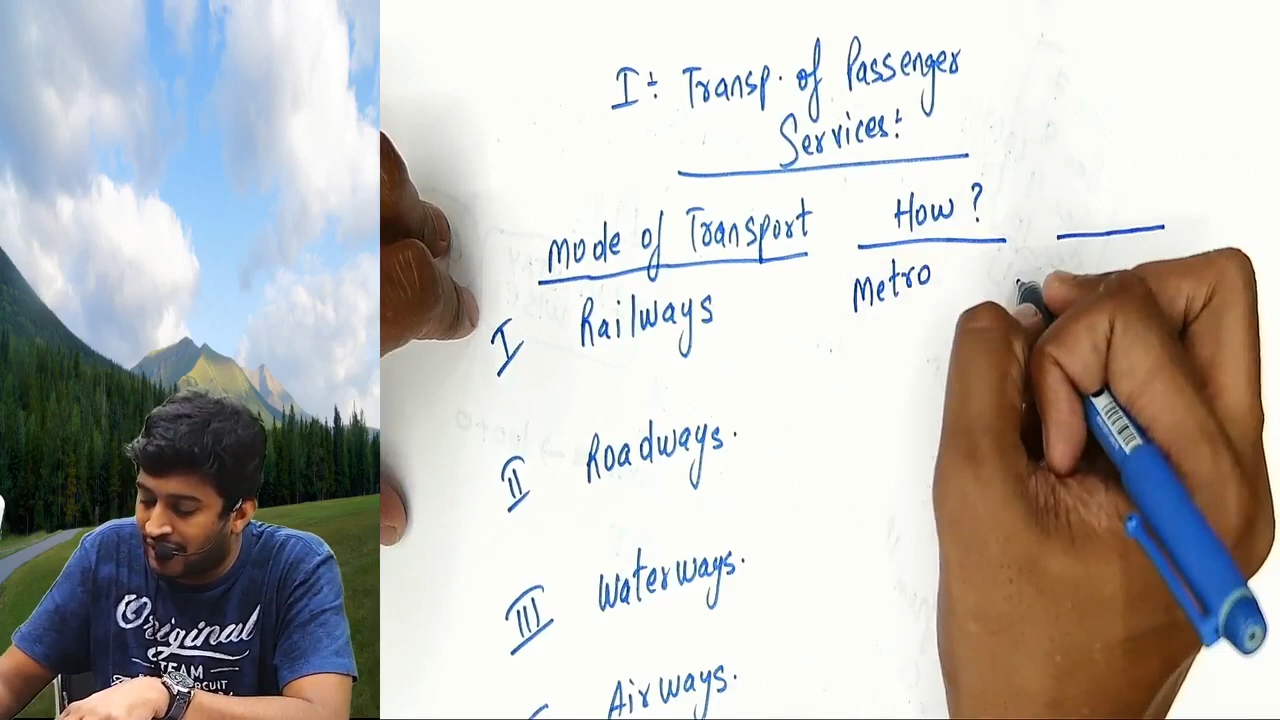 I÷ Transp. of Passenger
Services:
Mode of Transport How ?
I Railways Metro
II Roadways.
III Waterways.
Airways.
Original
TEAM